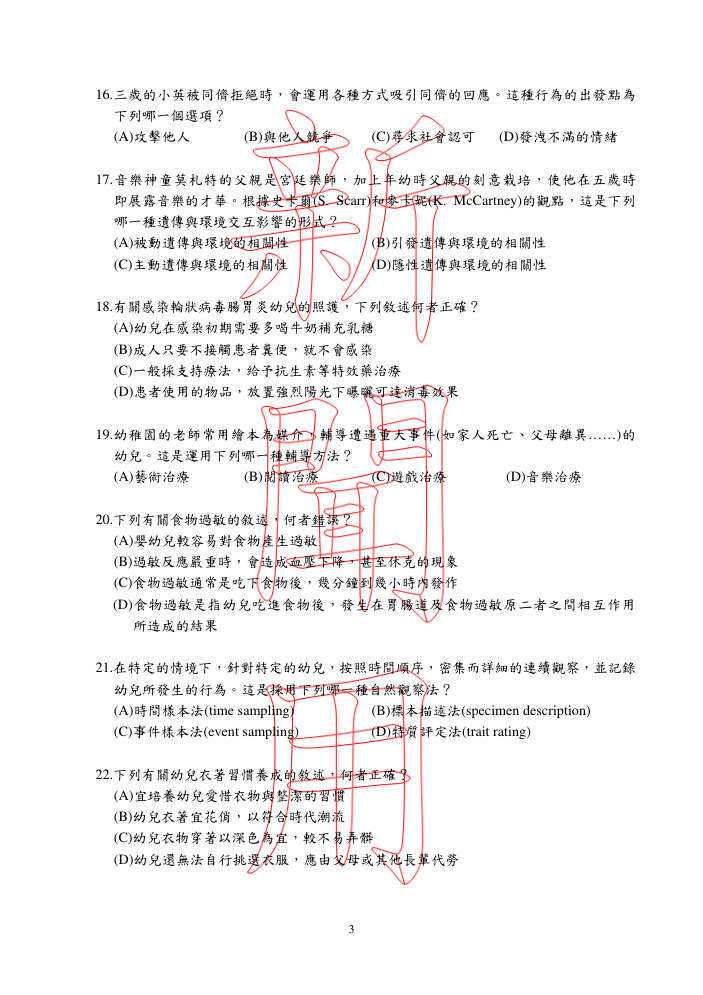 16.三歲的小英被同儕拒絕時，會運用各種方式吸引同儕的回應。這種行為的出發點為
下列哪一個選項？
(A)攻擊他人 (B)與他人競爭 (C)尋求社會認可 (D)發洩不滿的情緒
17.音樂神童莫札特的父親是宮廷樂師，加上年幼時父親的刻意栽培，使他在五歲時
即展露音樂的才華。根據史卡爾(S. Scarr)和麥卡妮(K. McCartney)的觀點，這是下列
哪一種遺傳與環境交互影響的形式？
(A)被動遺傳與環境的相關性 (B)引發遺傳與環境的相關性
(C)主動遺傳與環境的相關性 (D)隱性遺傳與環境的相關性
18.有關感染輪狀病毒腸胃炎幼兒的照護，下列敘述何者正確？
(A)幼兒在感染初期需要多喝牛奶補充乳糖
(B)成人只要不接觸患者糞便，就不會感染
(C)一般採支持療法，給予抗生素等特效藥治療
(D)患者使用的物品，放置強烈陽光下曝曬可達消毒效果
19.幼稚園的老師常用繪本為媒介，輔導遭遇重大事件(如家人死亡、父母離異……)的
幼兒。這是運用下列哪一種輔導方法？
(A)藝術治療 (B)閱讀治療 (C)遊戲治療 (D)音樂治療
20.下列有關食物過敏的敘述，何者錯誤？
(A)嬰幼兒較容易對食物產生過敏
(B)過敏反應嚴重時，會造成血壓下降，甚至休克的現象
(C)食物過敏通常是吃下食物後，幾分鐘到幾小時內發作
(D)食物過敏是指幼兒吃進食物後，發生在胃腸道及食物過敏原二者之間相互作用
所造成的結果
21.在特定的情境下，針對特定的幼兒，按照時間順序，密集而詳細的連續觀察，並記錄
幼兒所發生的行為。這是採用下列哪一種自然觀察法？
(A)時間樣本法(time sampling) (B)標本描述法(specimen description)
(C)事件樣本法(event sampling) (D)特質評定法(trait rating)
22.下列有關幼兒衣著習慣養成的敘述，何者正確？
(A)宜培養幼兒愛惜衣物與整潔的習慣
(B)幼兒衣著宜花俏，以符合時代潮流
(C)幼兒衣物穿著以深色為宜，較不易弄髒
(D)幼兒還無法自行挑選衣服，應由父母或其他長輩代勞
新聞用
3